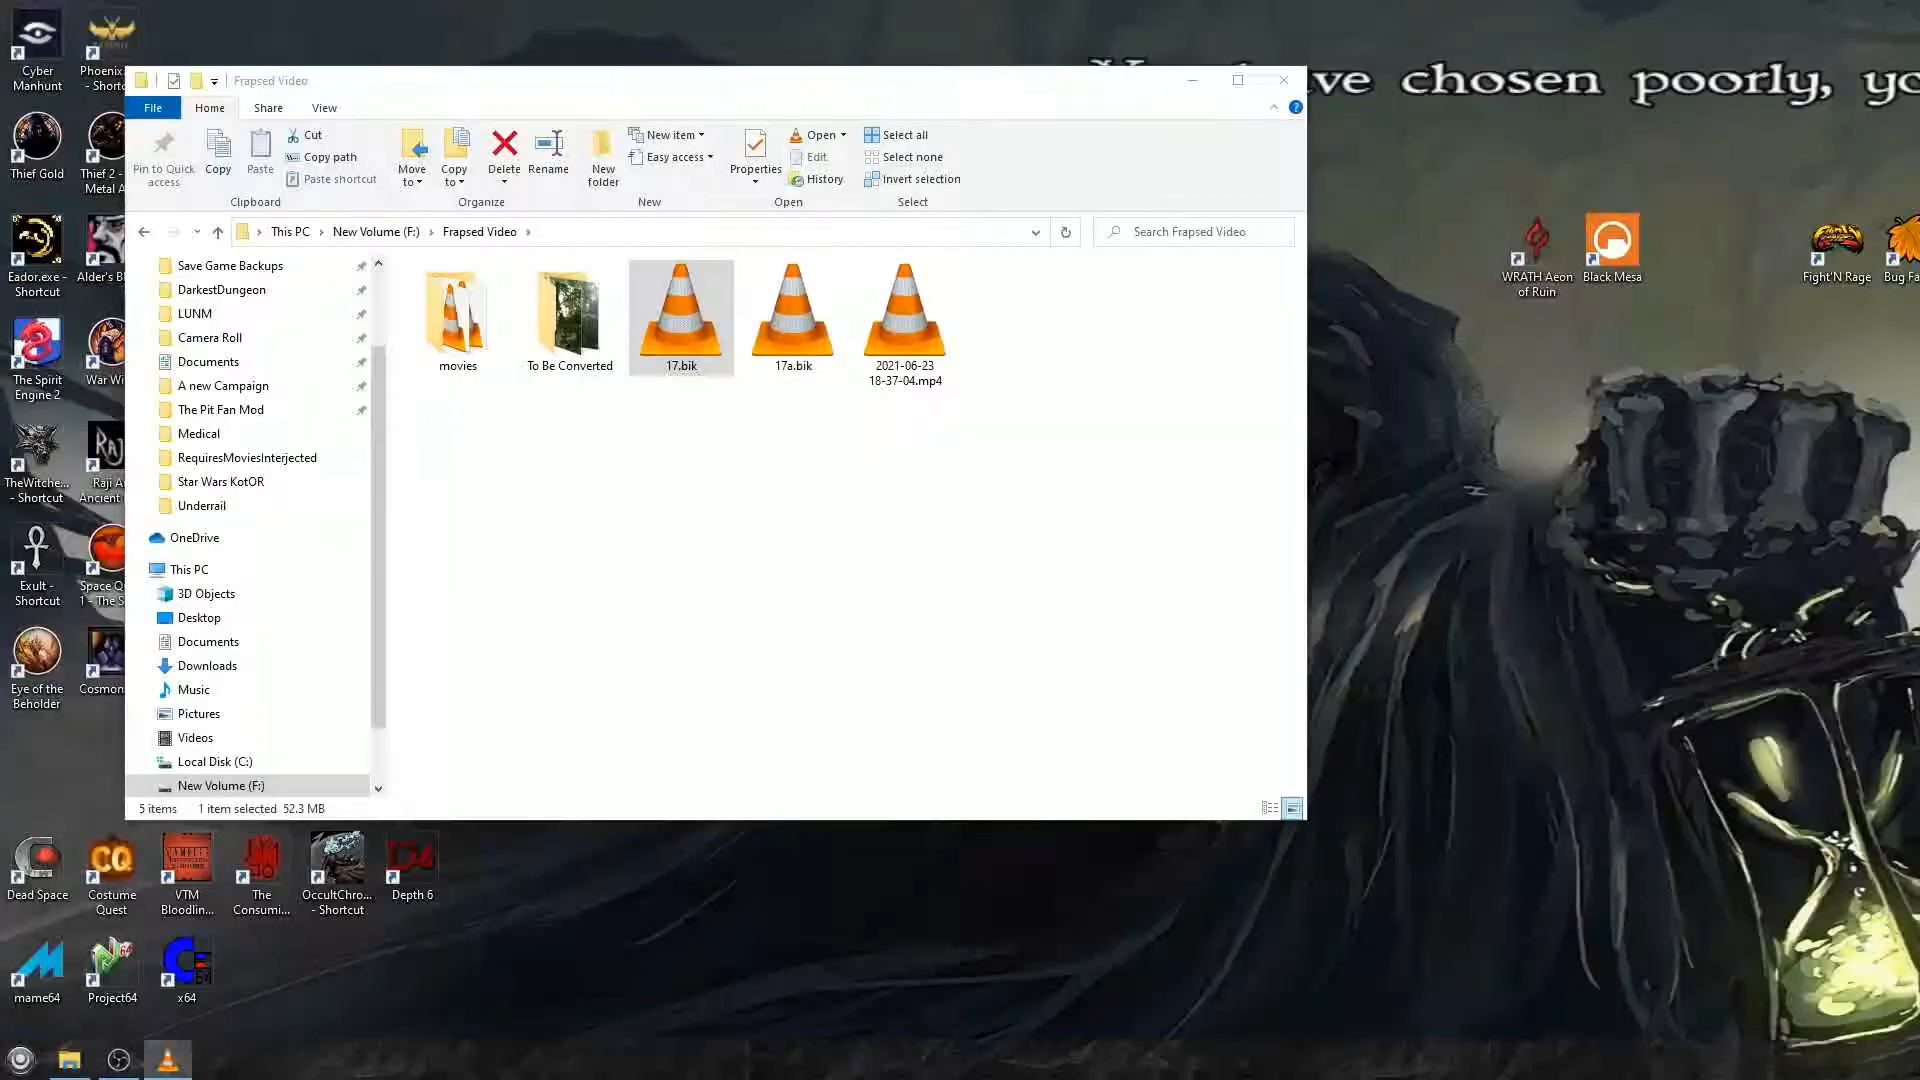 Cyber
Manhunt
Phoenix
- Shortc
Thief Gold
Thief 2 -
Metal A
Eador.exe -
Shortcut
Alder's Bl
The Spirit
Engine 2
War Wi
TheWitche...
- Shortcut
Raji A
Ancient
Exult -
Shortcut
Space Q
1 - The S
Eye of the
Beholder
Cosmon
Frapsed Video
File
Home
Share
View
Pin to Quick
access
Copy
Paste
Cut
Copy path
Paste shortcut
Clipboard
Move
to
Copy
to
Delete
Rename
Organize
New
folder
New item
Easy access
New
Properties
Open
Edit
History
Open
Select all
Select none
Invert selection
Select
This PC
New Volume (F:)
Frapsed Video
Search Frapsed Video
Save Game Backups
DarkestDungeon
LUNM
Camera Roll
Documents
A new Campaign
The Pit Fan Mod
Medical
RequiresMoviesInterjected
Star Wars KotOR
Underrail
OneDrive
This PC
3D Objects
Desktop
Documents
Downloads
Music
Pictures
Videos
Local Disk (C:)
New Volume (F:)
movies
To Be Converted
17.bik
17a.bik
2021-06-23
18-37-04.mp4
5 items
1 item selected 52.3 MB
ve chosen poorly, yo
WRATH Aeon
of Ruin
Black Mesa
Fight'N Rage
Bug Fa
Dead Space
CQ
Costume
Quest
VTM
Bloodlin...
The
Consumi...
OccultChro...
- Shortcut
D6
Depth 6
mame64
64
Project64
64
x64